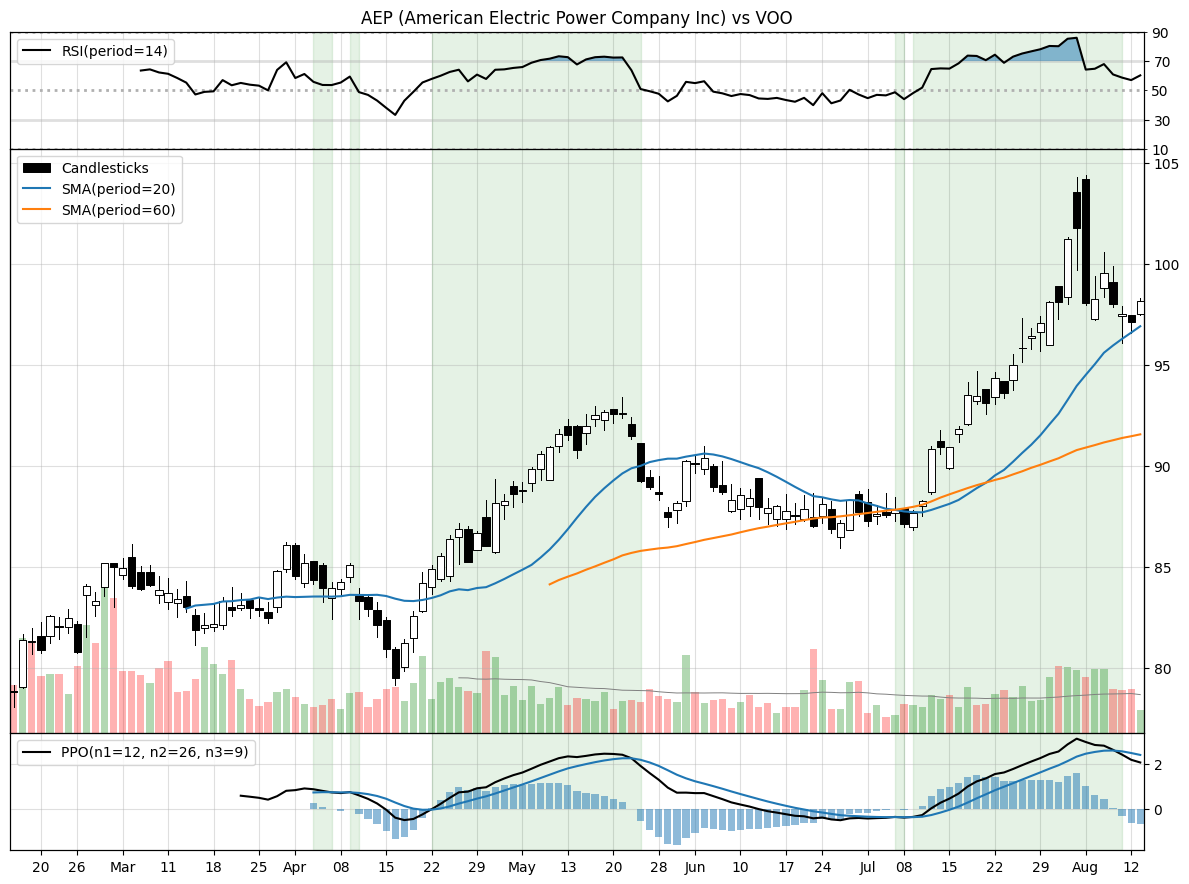 AEP (American Electric Power Company Inc) vs VOO
RSI(period=14)
90
70
50
30
10
Candlesticks
SMA(period=20)
SMA(period=60)
105
100
95
90
85
80
PPO(n1=12, n2=26, n3=9)
2
0
20 26 Mar 11 18 25 Apr 08 15 22 29 May 13 20 28 Jun 10 17 24 Jul 08 15 22 29 Aug 12